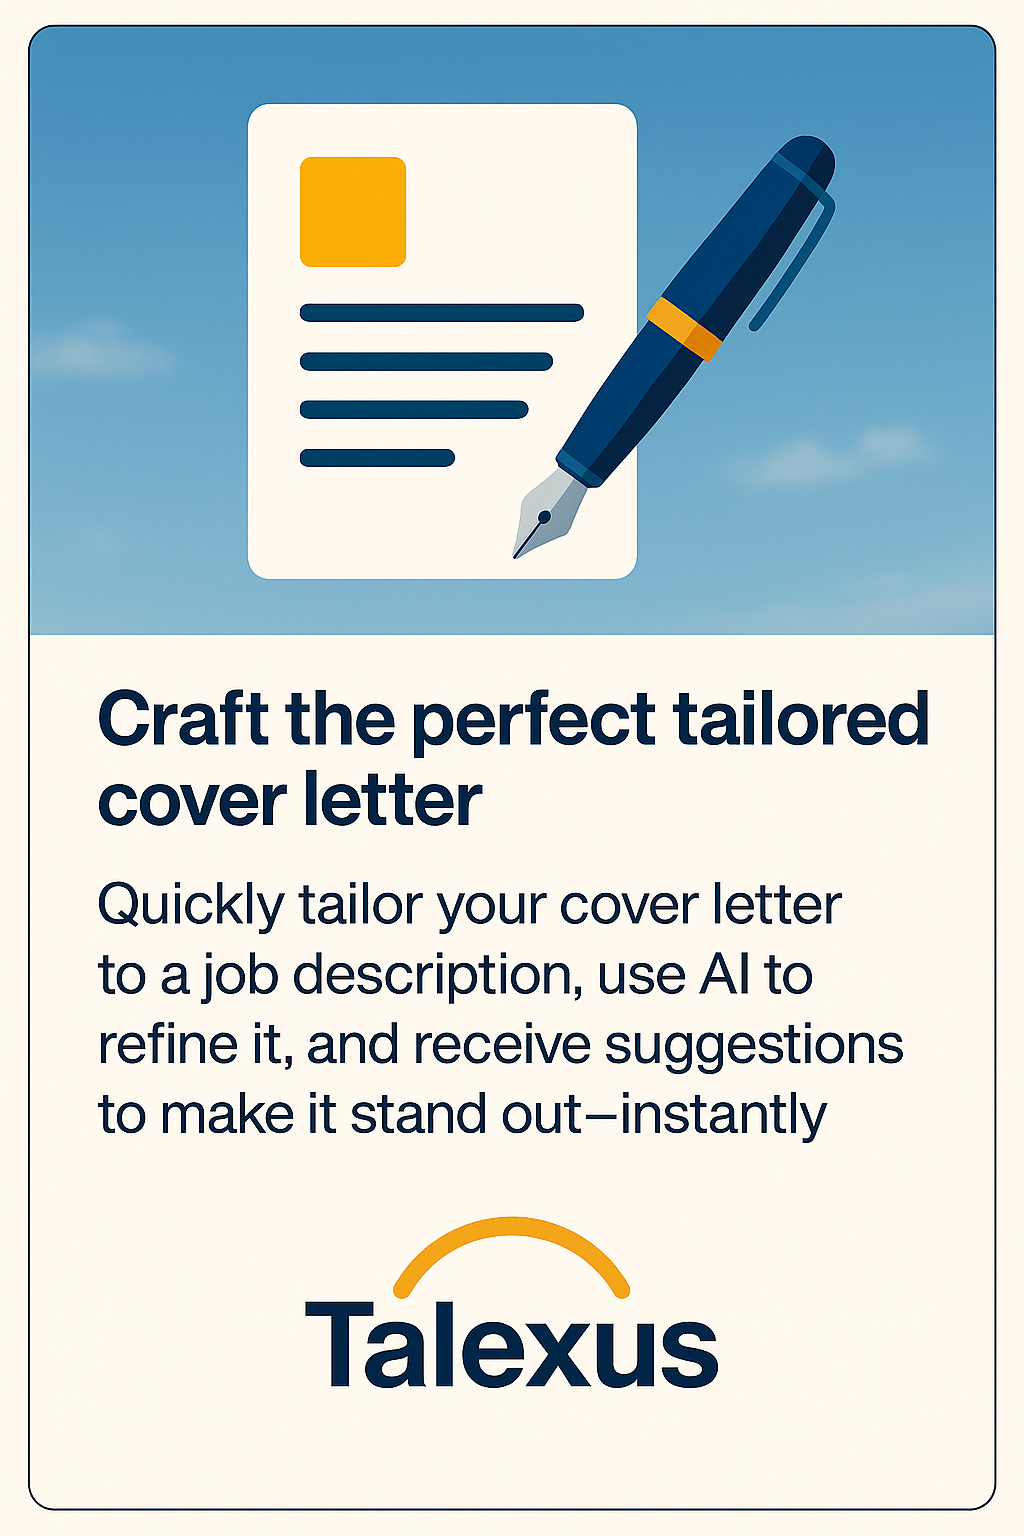 Craft the perfect tailored
cover letter
Quickly tailor your cover letter
to a job description, use AI to
refine it, and receive suggestions
to make it stand out–instantly
Talexus